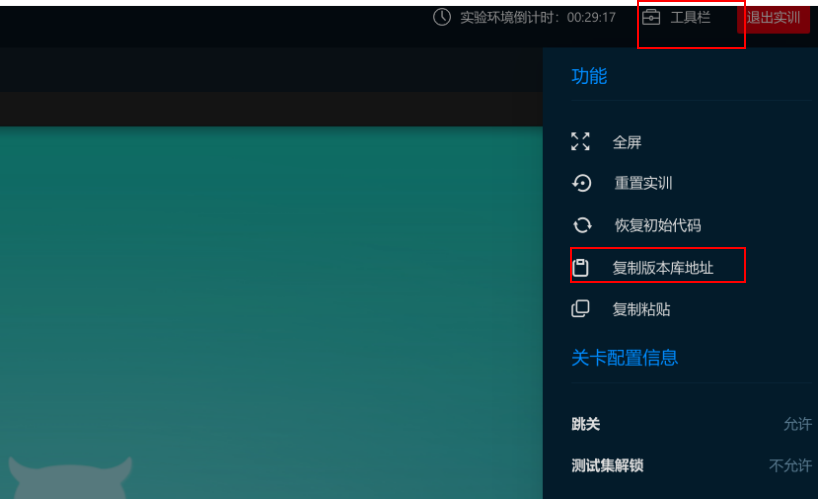 实验环境倒计时：00:29:17 工具栏 退出实训
功能
全屏
重置实训
恢复初始代码
复制版本库地址
复制粘贴
关卡配置信息
跳关 允许
测试集解锁 不允许